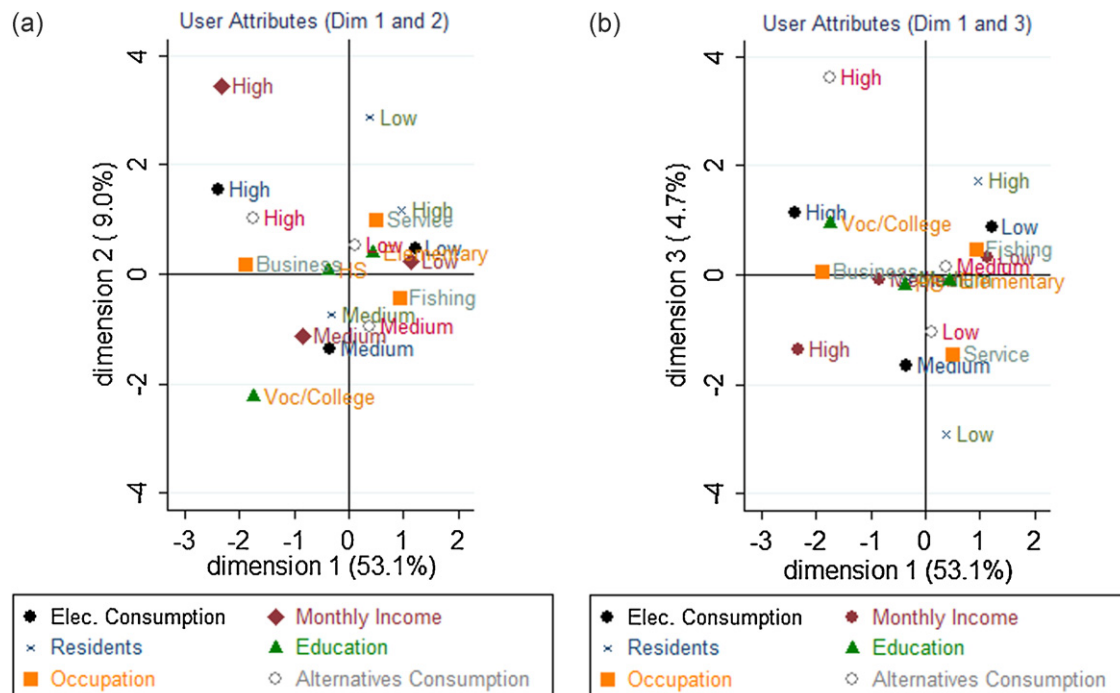 (a)
User Attributes (Dim 1 and 2)
4
High
Low
2
High
High
High
Service
Low
Low
Elementary
Low
Business
HS
0
Fishing
Medium
Medium
Medium
Medium
-2
Voc/College
-4
dimension 2 ( 9.0%)
-3 -2 -1 0 1 2
dimension 1 (53.1%)
Elec. Consumption
Monthly Income
Residents
Education
Occupation
Alternatives Consumption
(b)
User Attributes (Dim 1 and 3)
4
High
2
High
High
Voc/College
Low
Fishing
Low
Medium
Business
Elementary
0
Low
High
Service
Medium
-2
Low
-4
dimension 3 ( 4.7%)
-3 -2 -1 0 1 2
dimension 1 (53.1%)
Elec. Consumption
Monthly Income
Residents
Education
Occupation
Alternatives Consumption